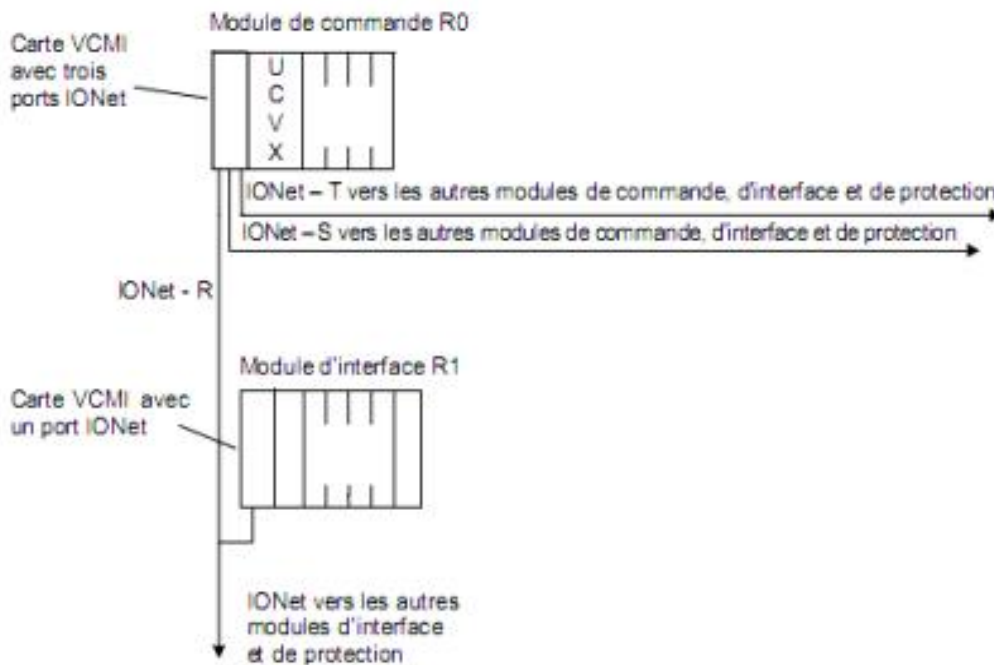 Module de commande R0
Carte VCMI
avec trois
ports IONet
U
C
V
X
IONet – T vers les autres modules de commande, d'interface et de protection
IONet – S vers les autres modules de commande, d'interface et de protection
IONet - R
Module d'interface R1
Carte VCMI avec
un port IONet
IONet vers les autres
modules d'interface
et de protection